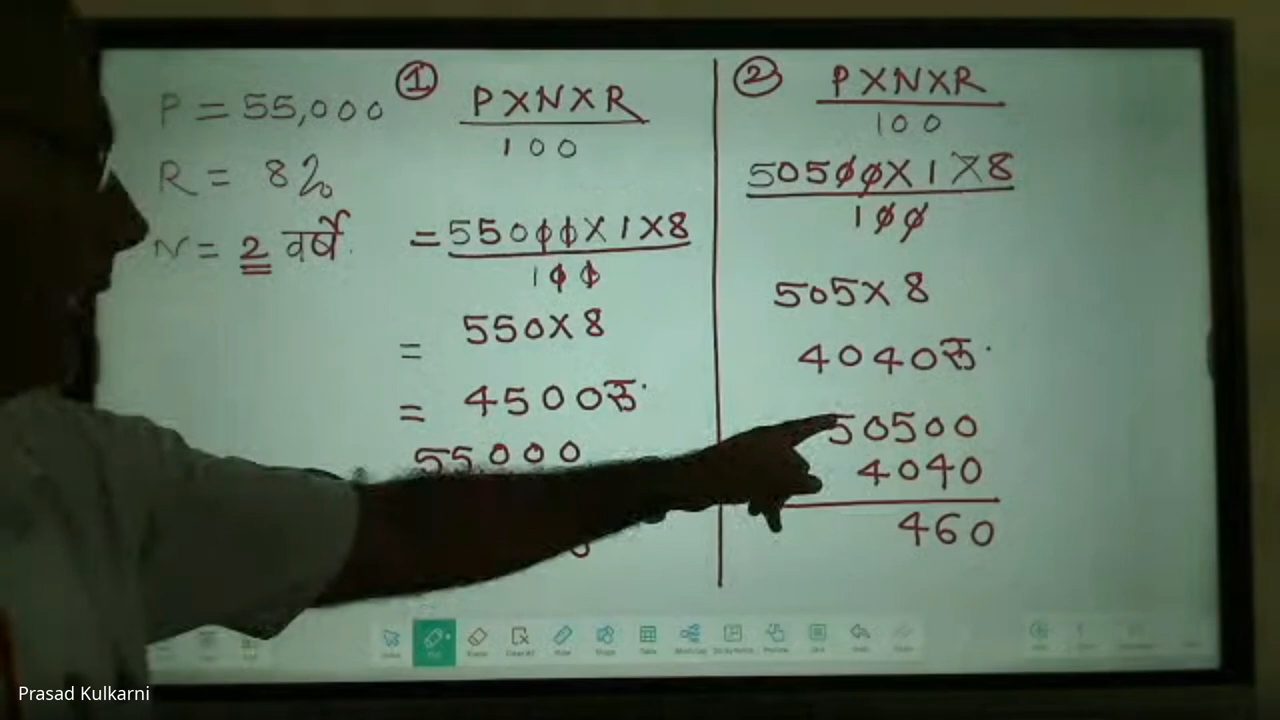 P = 55,000
R = 8%
N = 2 वर्षे.
①
P X N X R
100
= 55000 X 1 X 8
100
= 550 X 8
= 4500 रु.
55000
②
P X N X R
100
50500 X 1 X 8
100
505 X 8
4040 रु.
50500
4040
460
Prasad Kulkarni